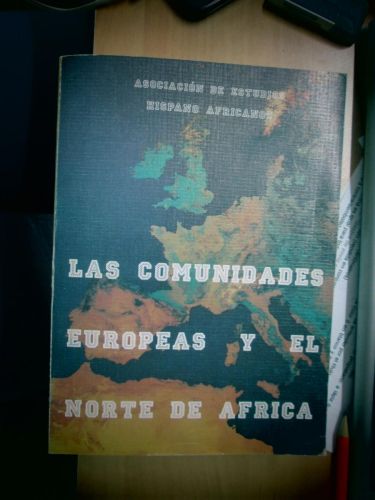 ASOCIACIÓN DE ESTUDIOS
HISPANO AFRICANOS
LAS COMUNIDADES
EUROPEAS Y EL
NORTE DE AFRICA